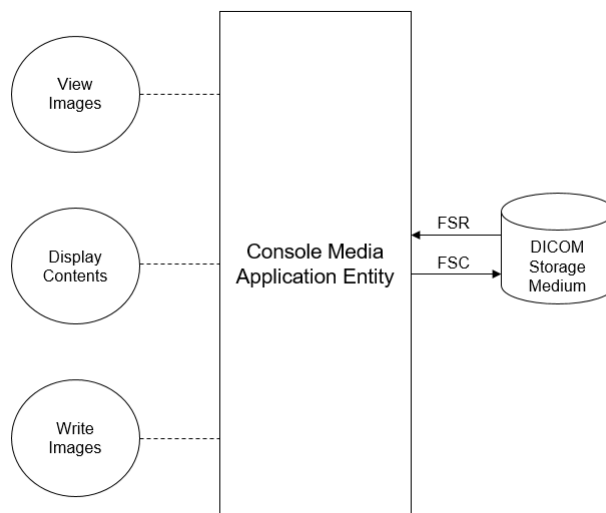 View
Images
Display
Contents
Write
Images
Console Media
Application Entity
FSR
FSC
DICOM
Storage
Medium